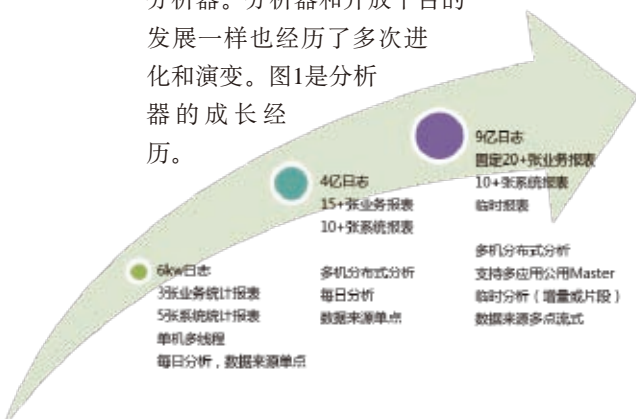 分析器。分析器和开放平台的
发展一样也经历了多次进
化和演变。图1是分析
器的成长经
历。
9亿日志
固定20+张业务报表
10+张系统报表
临时报表
多机分布式分析
支持多应用公用Master
临时分析（增量或片段）
数据来源多点流式
4亿日志
15+张业务报表
10+张系统报表
多机分布式分析
每日分析
数据来源单点
6kw日志
3张业务统计报表
5张系统统计报表
单机多线程
每日分析，数据来源单点